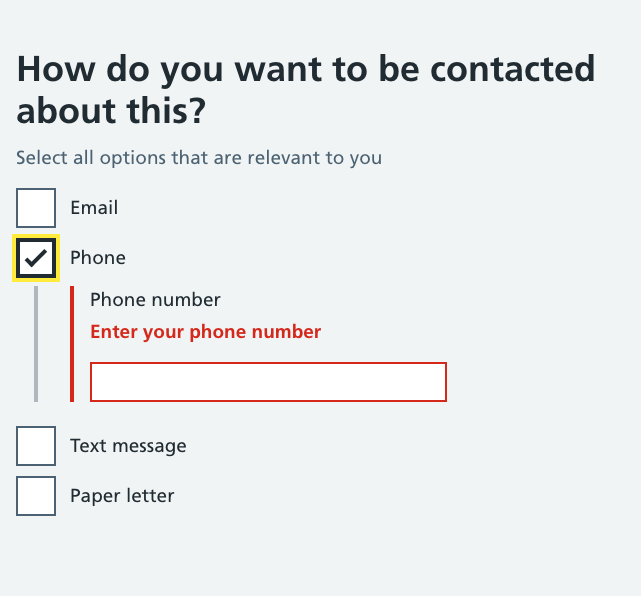 How do you want to be contacted
about this?
Select all options that are relevant to you
Email
Phone
Phone number
Enter your phone number
Text message
Paper letter